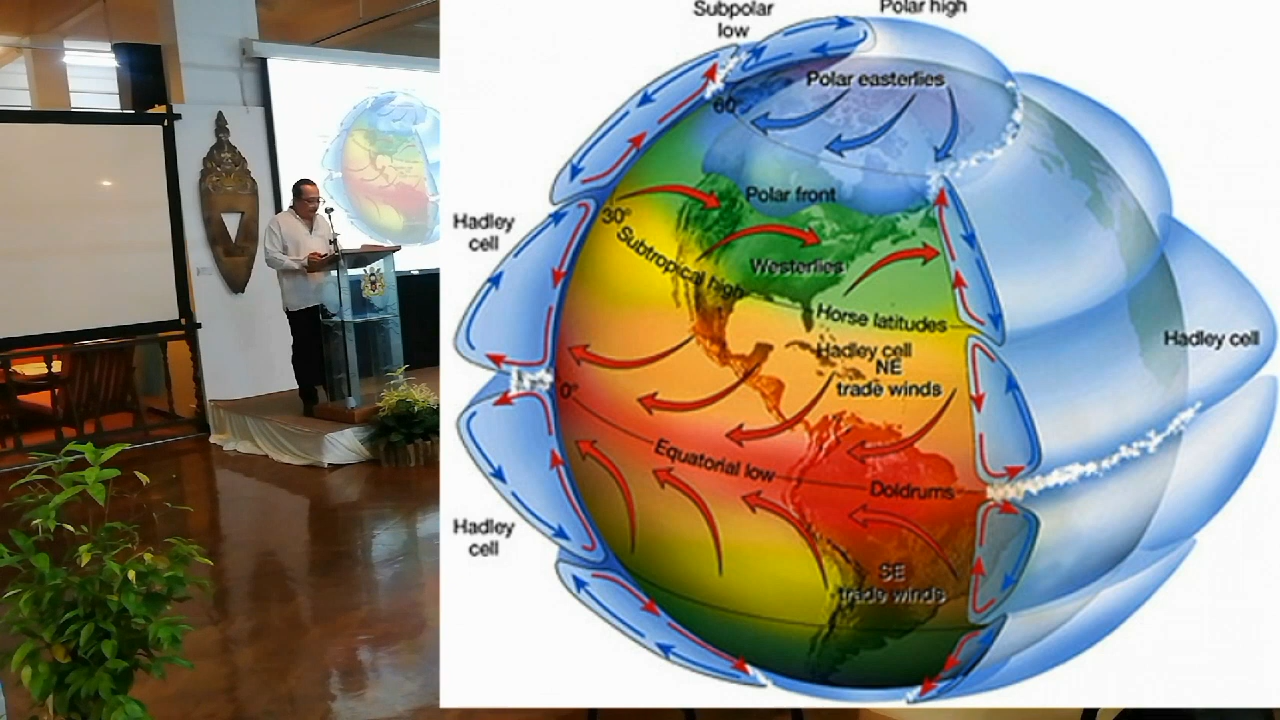 Polar high
Subpolar
low
Polar easterlies
60°
Polar front
30°
Hadley
cell
Subtropical high
Westerlies
Horse latitudes
Hadley cell
Hadley cell
NE
trade winds
0°
Equatorial low
Doldrums
Hadley
cell
SE
trade winds